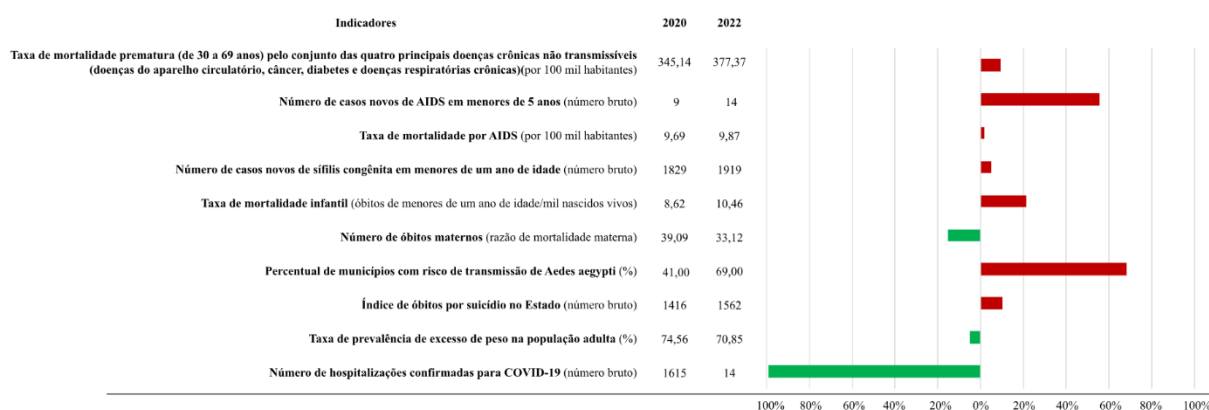 Indicadores 2020 2022
Taxa de mortalidade prematura (de 30 a 69 anos) pelo conjunto das quatro principais doenças crônicas não transmissíveis
(doenças do aparelho circulatório, câncer, diabetes e doenças respiratórias crônicas)(por 100 mil habitantes) 345,14 377,37
Número de casos novos de AIDS em menores de 5 anos (número bruto) 9 14
Taxa de mortalidade por AIDS (por 100 mil habitantes) 9,69 9,87
Número de casos novos de sífilis congênita em menores de um ano de idade (número bruto) 1829 1919
Taxa de mortalidade infantil (óbitos de menores de um ano de idade/mil nascidos vivos) 8,62 10,46
Número de óbitos maternos (razão de mortalidade materna) 39,09 33,12
Percentual de municípios com risco de transmissão de Aedes aegypti (%) 41,00 69,00
Índice de óbitos por suicídio no Estado (número bruto) 1416 1562
Taxa de prevalência de excesso de peso na população adulta (%) 74,56 70,85
Número de hospitalizações confirmadas para COVID-19 (número bruto) 1615 14
100% 80% 60% 40% 20% 0% 20% 40% 60% 80% 100%